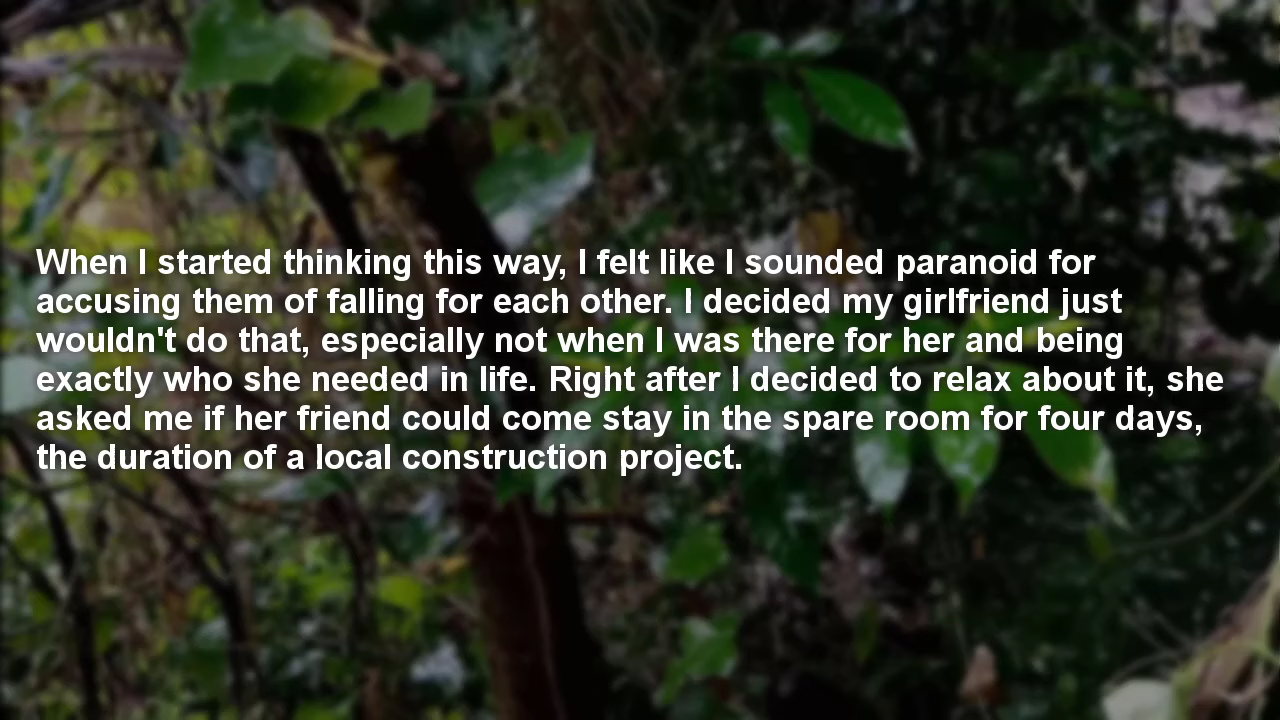 When I started thinking this way, I felt like I sounded paranoid for
accusing them of falling for each other. I decided my girlfriend just
wouldn't do that, especially not when I was there for her and being
exactly who she needed in life. Right after I decided to relax about it, she
asked me if her friend could come stay in the spare room for four days,
the duration of a local construction project.